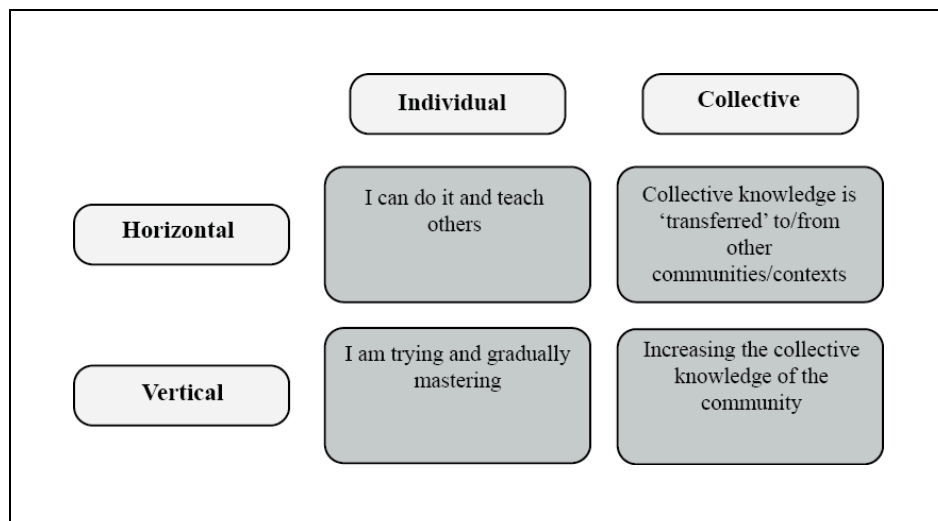 Individual
Collective
Horizontal
I can do it and teach
others
Collective knowledge is
‘transferred’ to/from
other
communities/contexts
Vertical
I am trying and gradually
mastering
Increasing the collective
knowledge of the
community